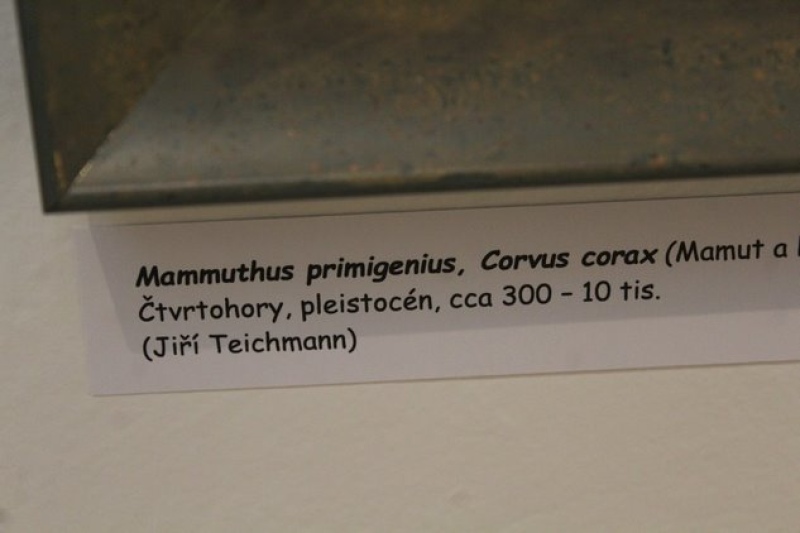 Mammuthus primigenius, Corvus corax (Mamut a
Čtvrtohory, pleistocén, cca 300 – 10 tis.
(Jiří Teichmann)